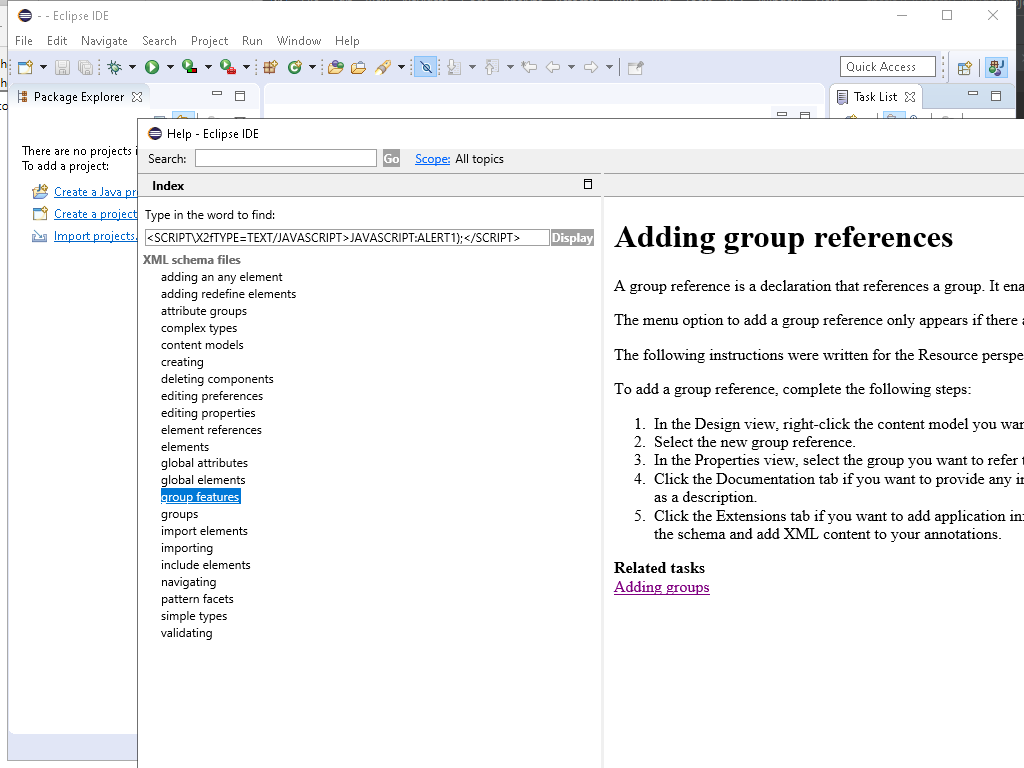 - - Eclipse IDE
File Edit Navigate Search Project Run Window Help
Quick Access
Package Explorer
Task List
There are no projects i
To add a project:
Create a Java pr
Create a project
Import projects.
Help - Eclipse IDE
Search: Go Scope: All topics
Index
Type in the word to find:
<SCRIPT\X2fTYPE=TEXT/JAVASCRIPT>JAVASCRIPT:ALERT1);</SCRIPT> Display
XML schema files
adding an any element
adding redefine elements
attribute groups
complex types
content models
creating
deleting components
editing preferences
editing properties
element references
elements
global attributes
global elements
group features
groups
import elements
importing
include elements
navigating
pattern facets
simple types
validating
Adding group references
A group reference is a declaration that references a group. It ena
The menu option to add a group reference only appears if there a
The following instructions were written for the Resource perspe
To add a group reference, complete the following steps:
1. In the Design view, right-click the content model you wan
2. Select the new group reference.
3. In the Properties view, select the group you want to refer t
4. Click the Documentation tab if you want to provide any in
as a description.
5. Click the Extensions tab if you want to add application in
the schema and add XML content to your annotations.
Related tasks
Adding groups